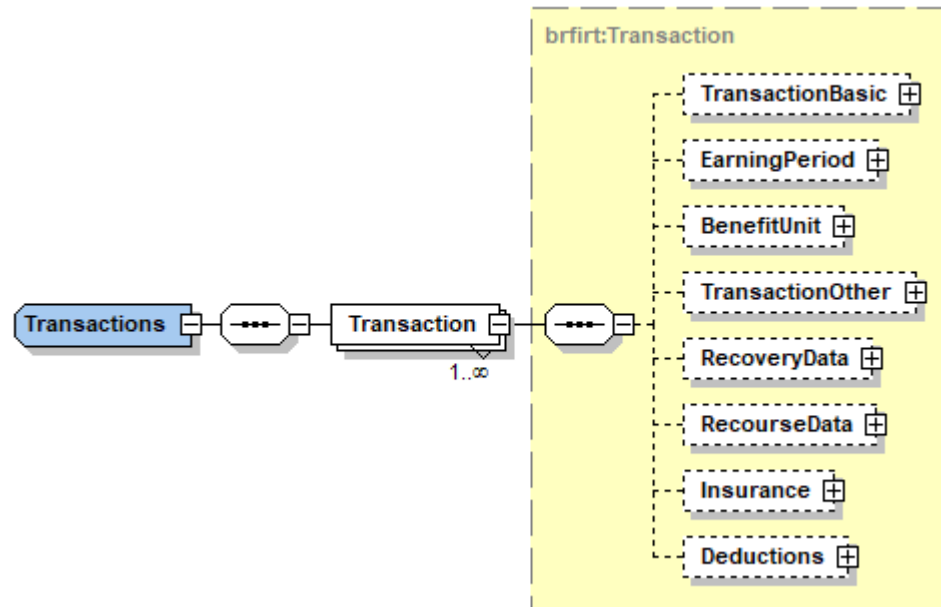 brfirt:Transaction
TransactionBasic
EarningPeriod
BenefitUnit
TransactionOther
Transactions
Transaction
1..∞
RecoveryData
RecourseData
Insurance
Deductions